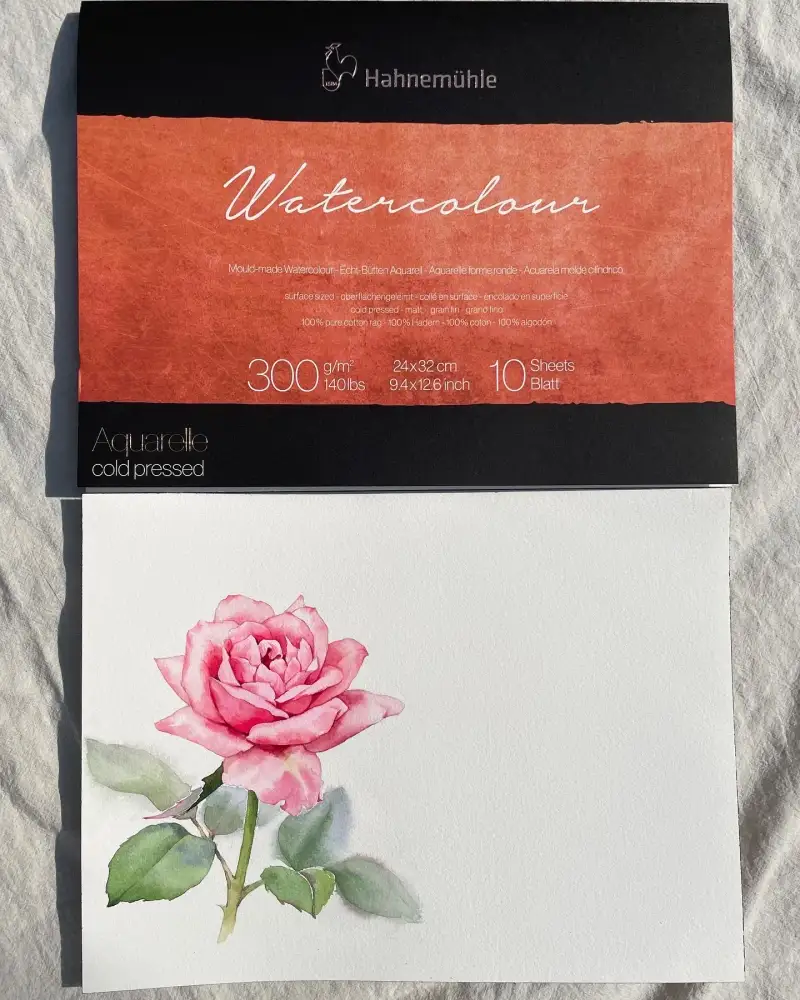 Hahnemühle
Watercolour
Mould-made Watercolour - Echt-Bütten Aquarell - Aquarelle forme ronde - Acuarela molde cilíndrico
surface sized - oberflächengeleimt - collé en surface - encolado en superficie
cold pressed - matt, grain fin - grano fino
100% pure cotton rag - 100% Hadern - 100% coton - 100% algodón
300 g/m² 140 lbs
24x32 cm
9.4x12.6 inch
10 Sheets Blatt
Aquarelle
cold pressed